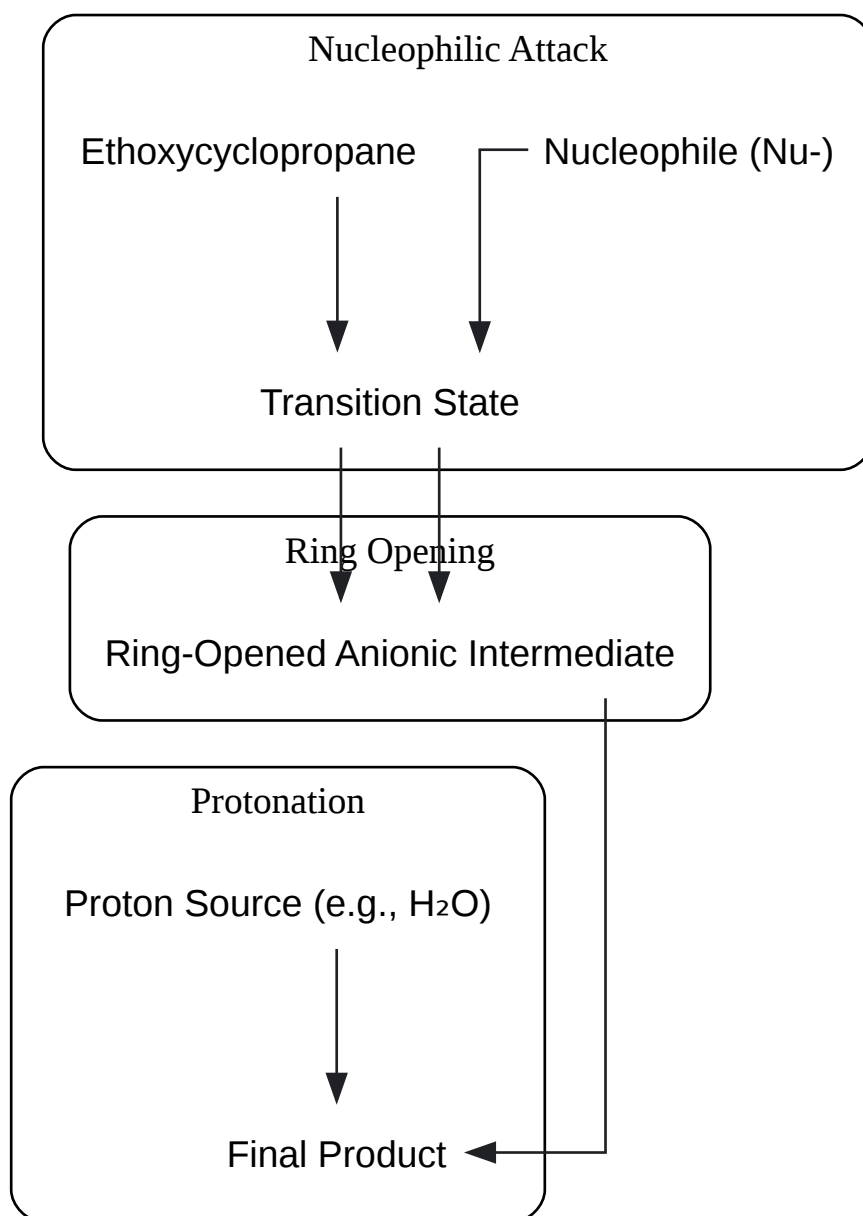 Nucleophilic Attack
Ethoxycyclopropane
Nucleophile (Nu-)
Transition State
Ring Opening
Ring-Opened Anionic Intermediate
Protonation
Proton Source (e.g., H₂O)
Final Product